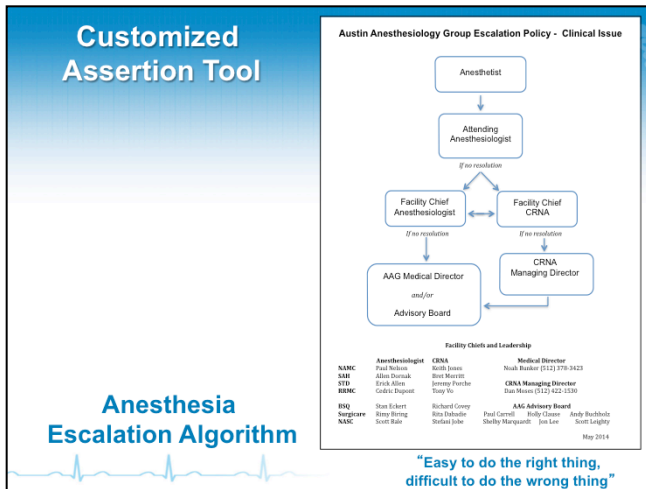 Customized
Assertion Tool
Austin Anesthesiology Group Escalation Policy - Clinical Issue
Anesthetist
Attending
Anesthesiologist
If no resolution
Facility Chief
Anesthesiologist
Facility Chief
CRNA
If no resolution
If no resolution
AAG Medical Director
and/or
Advisory Board
CRNA
Managing Director
Facility Chiefs and Leadership
Anesthesiologist CRNA Medical Director
NAMC Paul Nelson Keith Jones Noah Bunker (512) 378-3423
SAH Allen Dornak Bret Merritt
STD Erick Allen Jeremy Porche CRNA Managing Director
RRMC Cedric Dupont Tony Vo Dan Moses (512) 422-1530
BSQ Stan Eckert Richard Covey AAG Advisory Board
Surgicare Rimy Biring Rita Dabadie Paul Carrell Holly Clause Andy Buchholz
NASC Scott Bale Stefani Jobe Shelby Marquardt Jon Lee Scott Leighty
May 2014
Anesthesia
Escalation Algorithm
"Easy to do the right thing,
difficult to do the wrong thing"